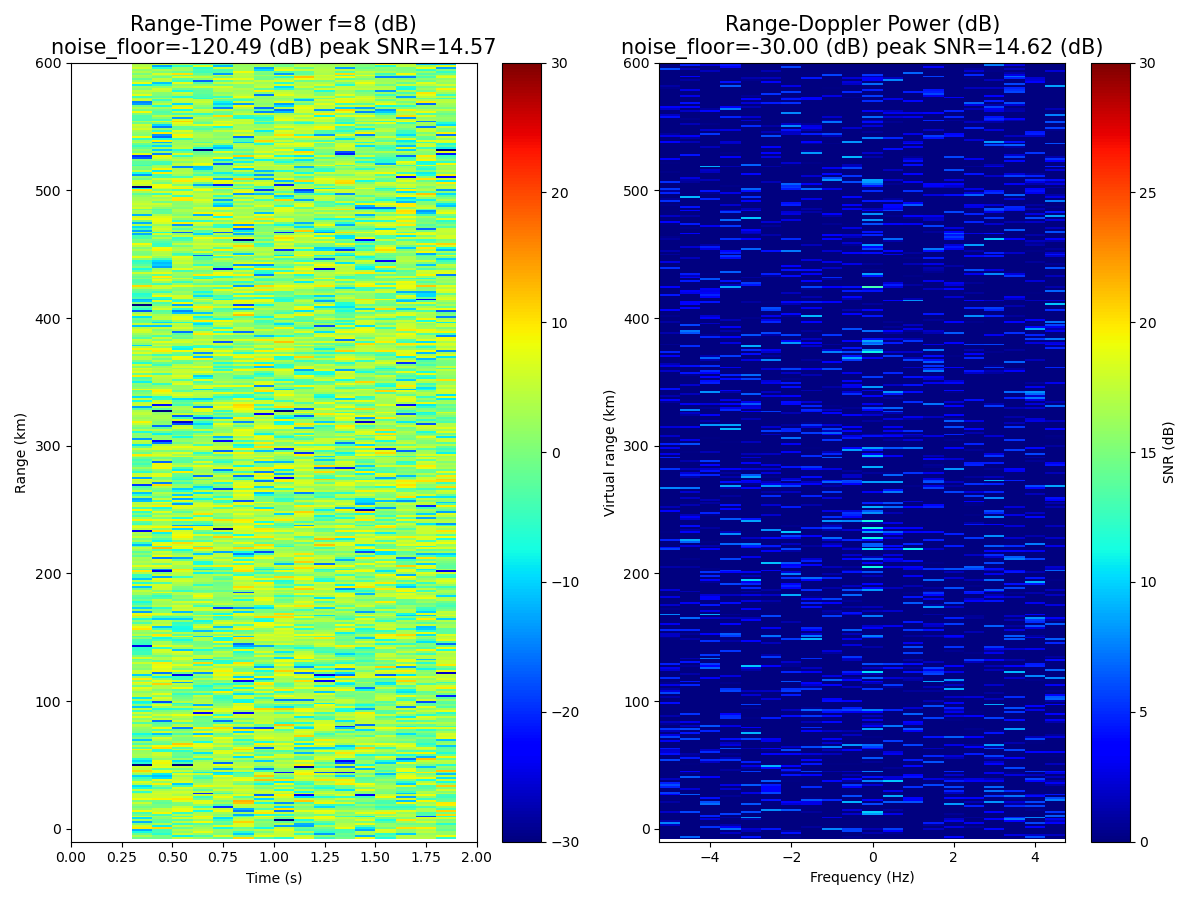 Range-Time Power f=8 (dB)
noise_floor=-120.49 (dB) peak SNR=14.57
Range-Doppler Power (dB)
noise_floor=-30.00 (dB) peak SNR=14.62 (dB)
600
500
400
300
200
100
0
Range (km)
0.00 0.25 0.50 0.75 1.00 1.25 1.50 1.75 2.00
Time (s)
30
20
10
0
−10
−20
−30
600
500
400
300
200
100
0
Virtual range (km)
−4 −2 0 2 4
Frequency (Hz)
30
25
20
15
10
5
0
SNR (dB)